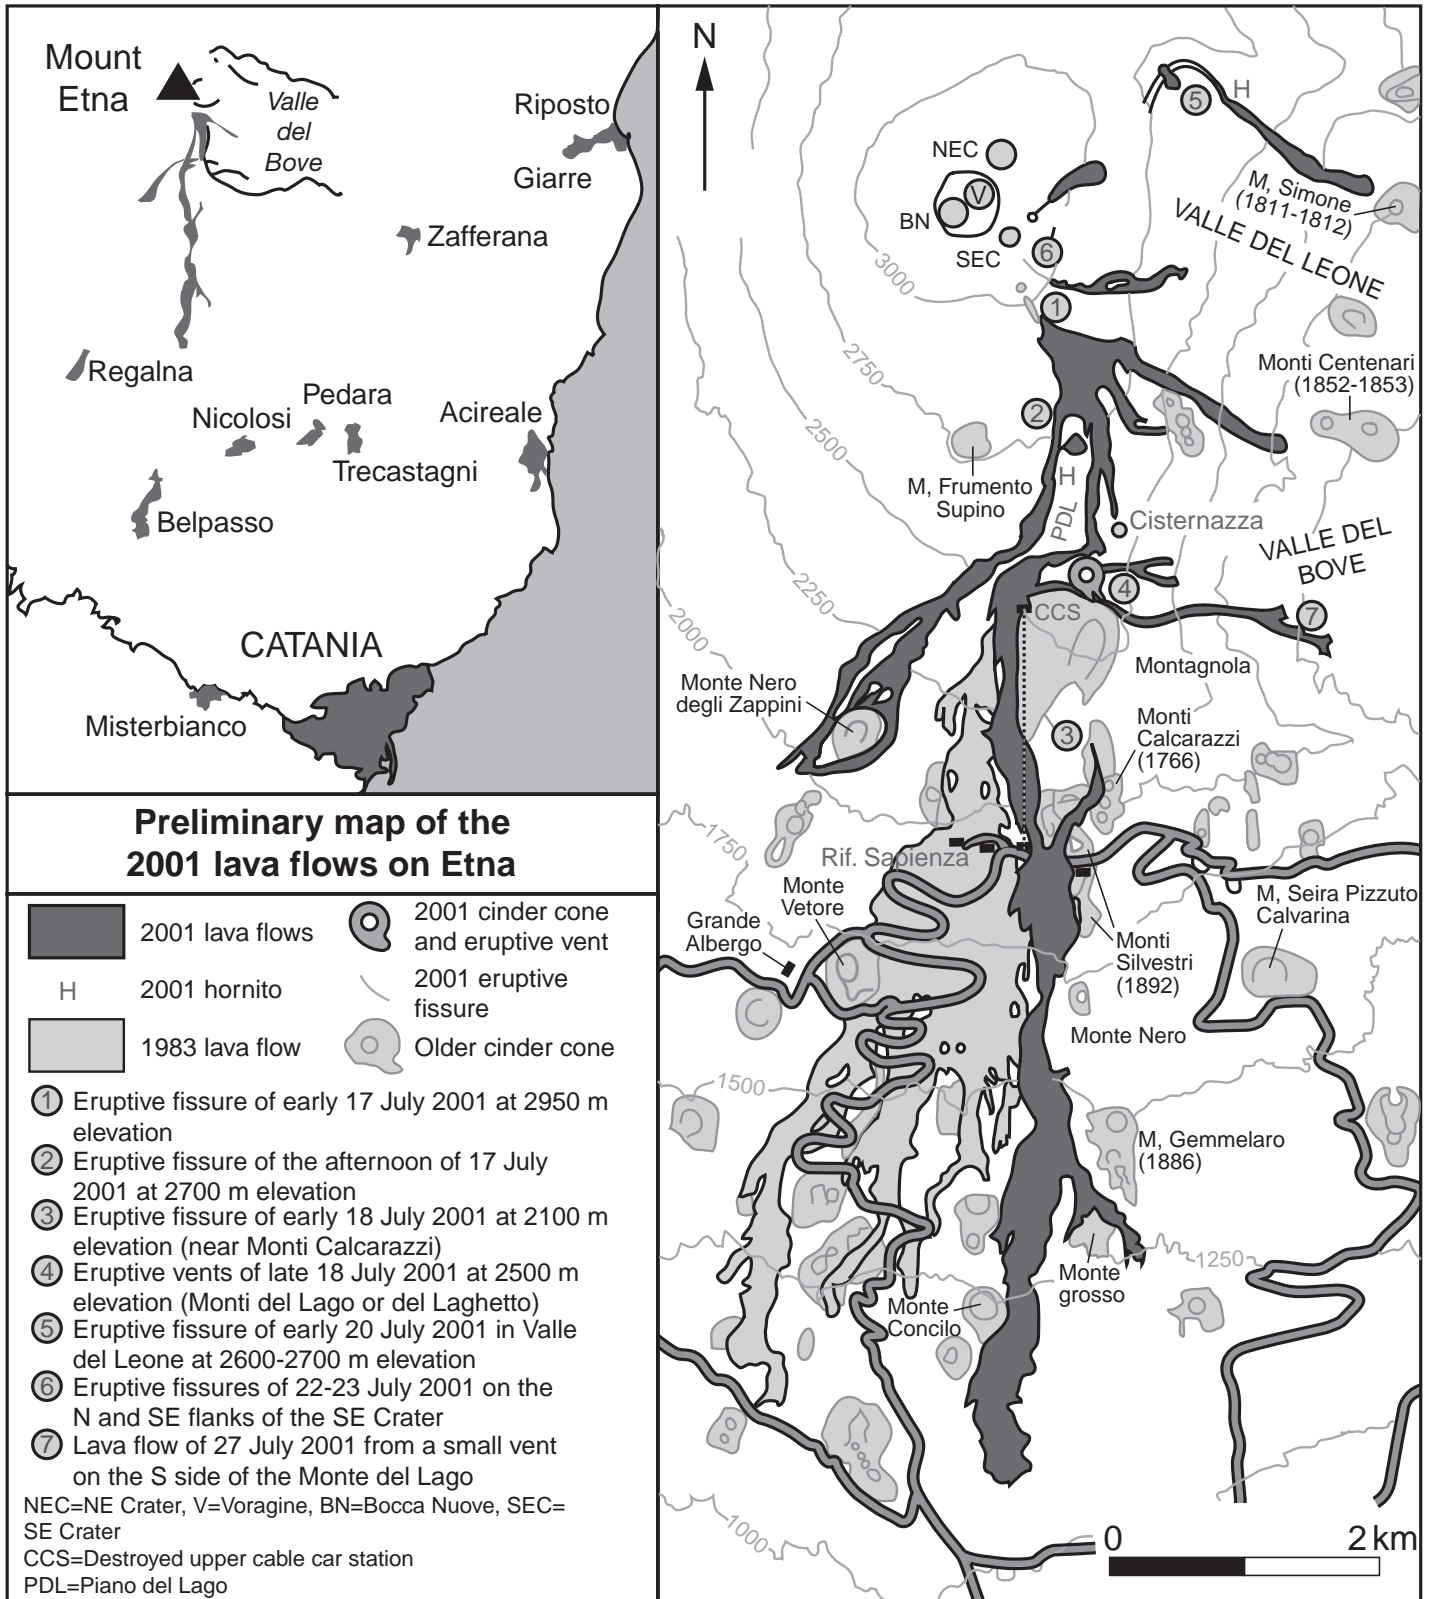 Mount
Etna
Valle
del
Bove
Riposto
Giarre
Zafferana
Regalna
Pedara
Nicolosi
Acireale
Trecastagni
Belpasso
CATANIA
Misterbianco
Preliminary map of the
2001 lava flows on Etna
2001 lava flows
2001 cinder cone
and eruptive vent
H
2001 hornito
2001 eruptive
fissure
1983 lava flow
Older cinder cone
1 Eruptive fissure of early 17 July 2001 at 2950 m
elevation
2 Eruptive fissure of the afternoon of 17 July
2001 at 2700 m elevation
3 Eruptive fissure of early 18 July 2001 at 2100 m
elevation (near Monti Calcarazzi)
4 Eruptive vents of late 18 July 2001 at 2500 m
elevation (Monti del Lago or del Laghetto)
5 Eruptive fissure of early 20 July 2001 in Valle
del Leone at 2600-2700 m elevation
6 Eruptive fissures of 22-23 July 2001 on the
N and SE flanks of the SE Crater
7 Lava flow of 27 July 2001 from a small vent
on the S side of the Monte del Lago
NEC=NE Crater, V=Voragine, BN=Bocca Nuove, SEC=
SE Crater
CCS=Destroyed upper cable car station
PDL=Piano del Lago
N
5
H
NEC
V
BN
SEC
6
M, Simone
(1811-1812)
VALLE DEL LEONE
3000
1
2750
Monti Centenari
(1852-1853)
2
2500
H
M, Frumento
Supino
PDL
Cisternazza
VALLE DEL
BOVE
2250
4
7
2000
CCS
Montagnola
Monte Nero
degli Zappini
3
Monti
Calcarazzi
(1766)
1750
Rif. Sapienza
Monte
Vetore
M, Seira Pizzuto
Calvarina
Grande
Albergo
Monti
Silvestri
(1892)
Monte Nero
1500
M, Gemmelaro
(1886)
1250
Monte
grosso
Monte
Concilo
1000
0
2 km